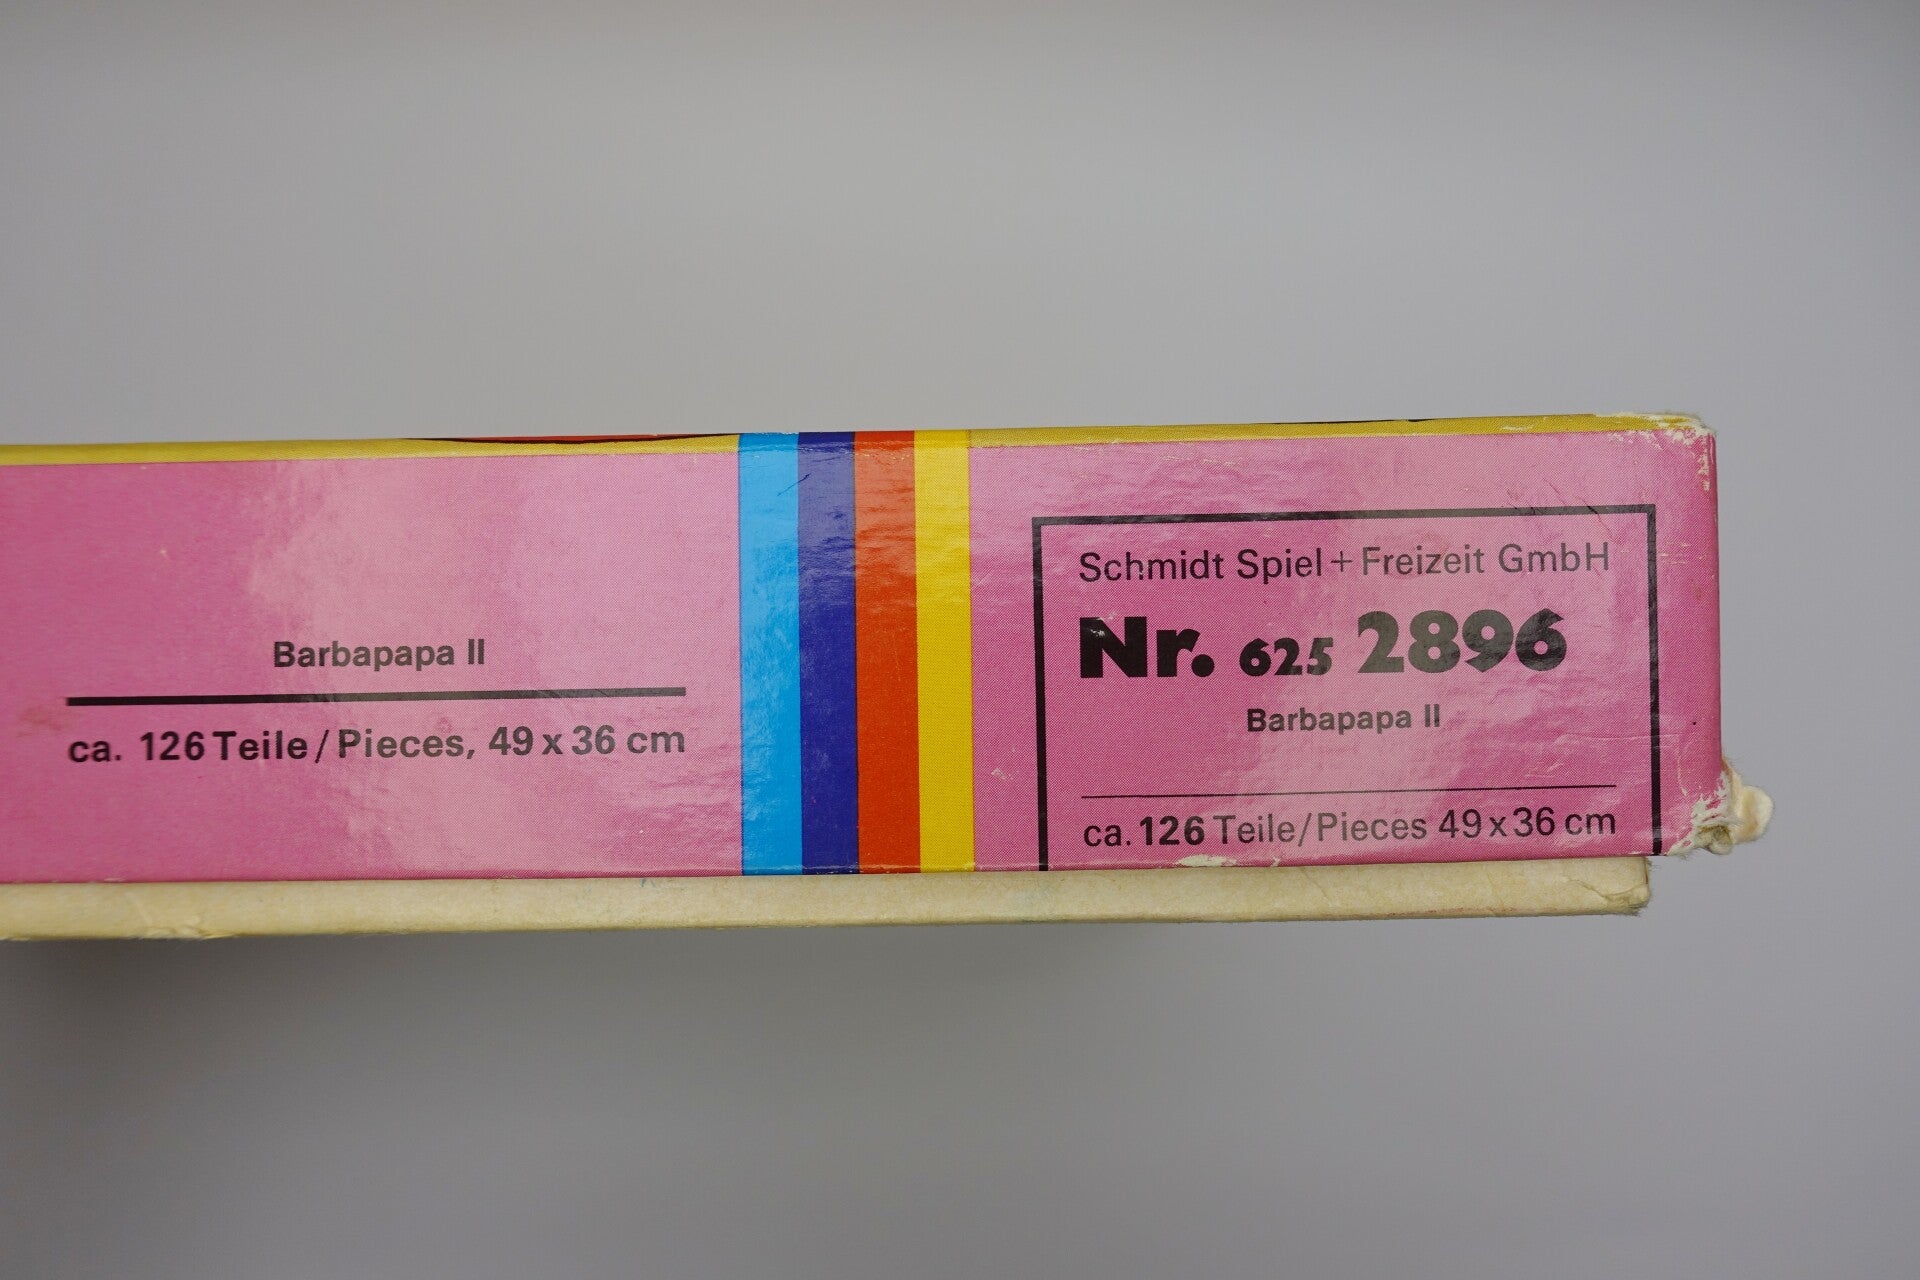 Barbapapa II
ca. 126 Teile / Pieces, 49 x 36 cm
Schmidt Spiel + Freizeit GmbH
Nr. 625 2896
Barbapapa II
ca. 126 Teile/Pieces 49 x 36 cm